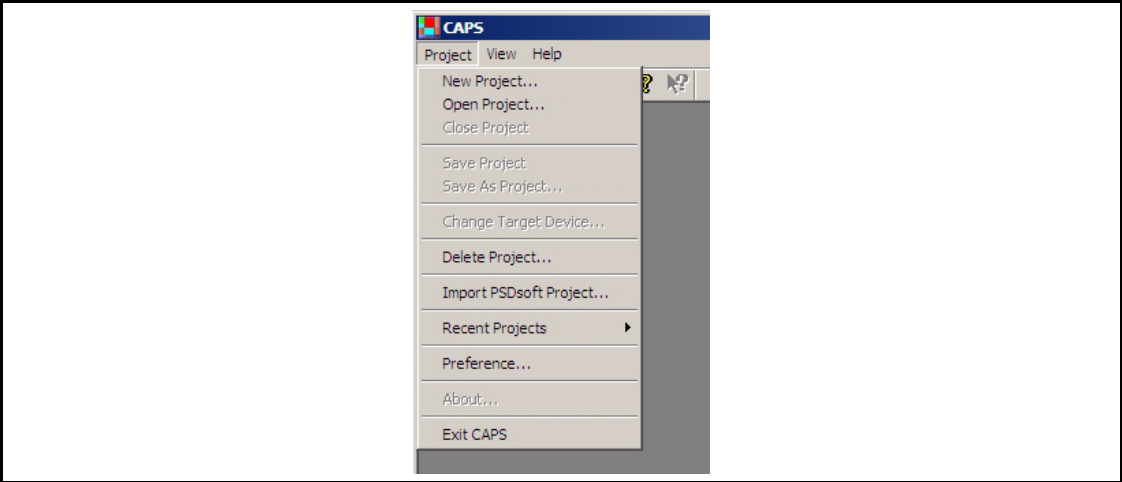 CAPS
Project View Help
New Project...
Open Project...
Close Project
Save Project
Save As Project...
Change Target Device...
Delete Project...
Import PSDsoft Project...
Recent Projects
Preference...
About...
Exit CAPS